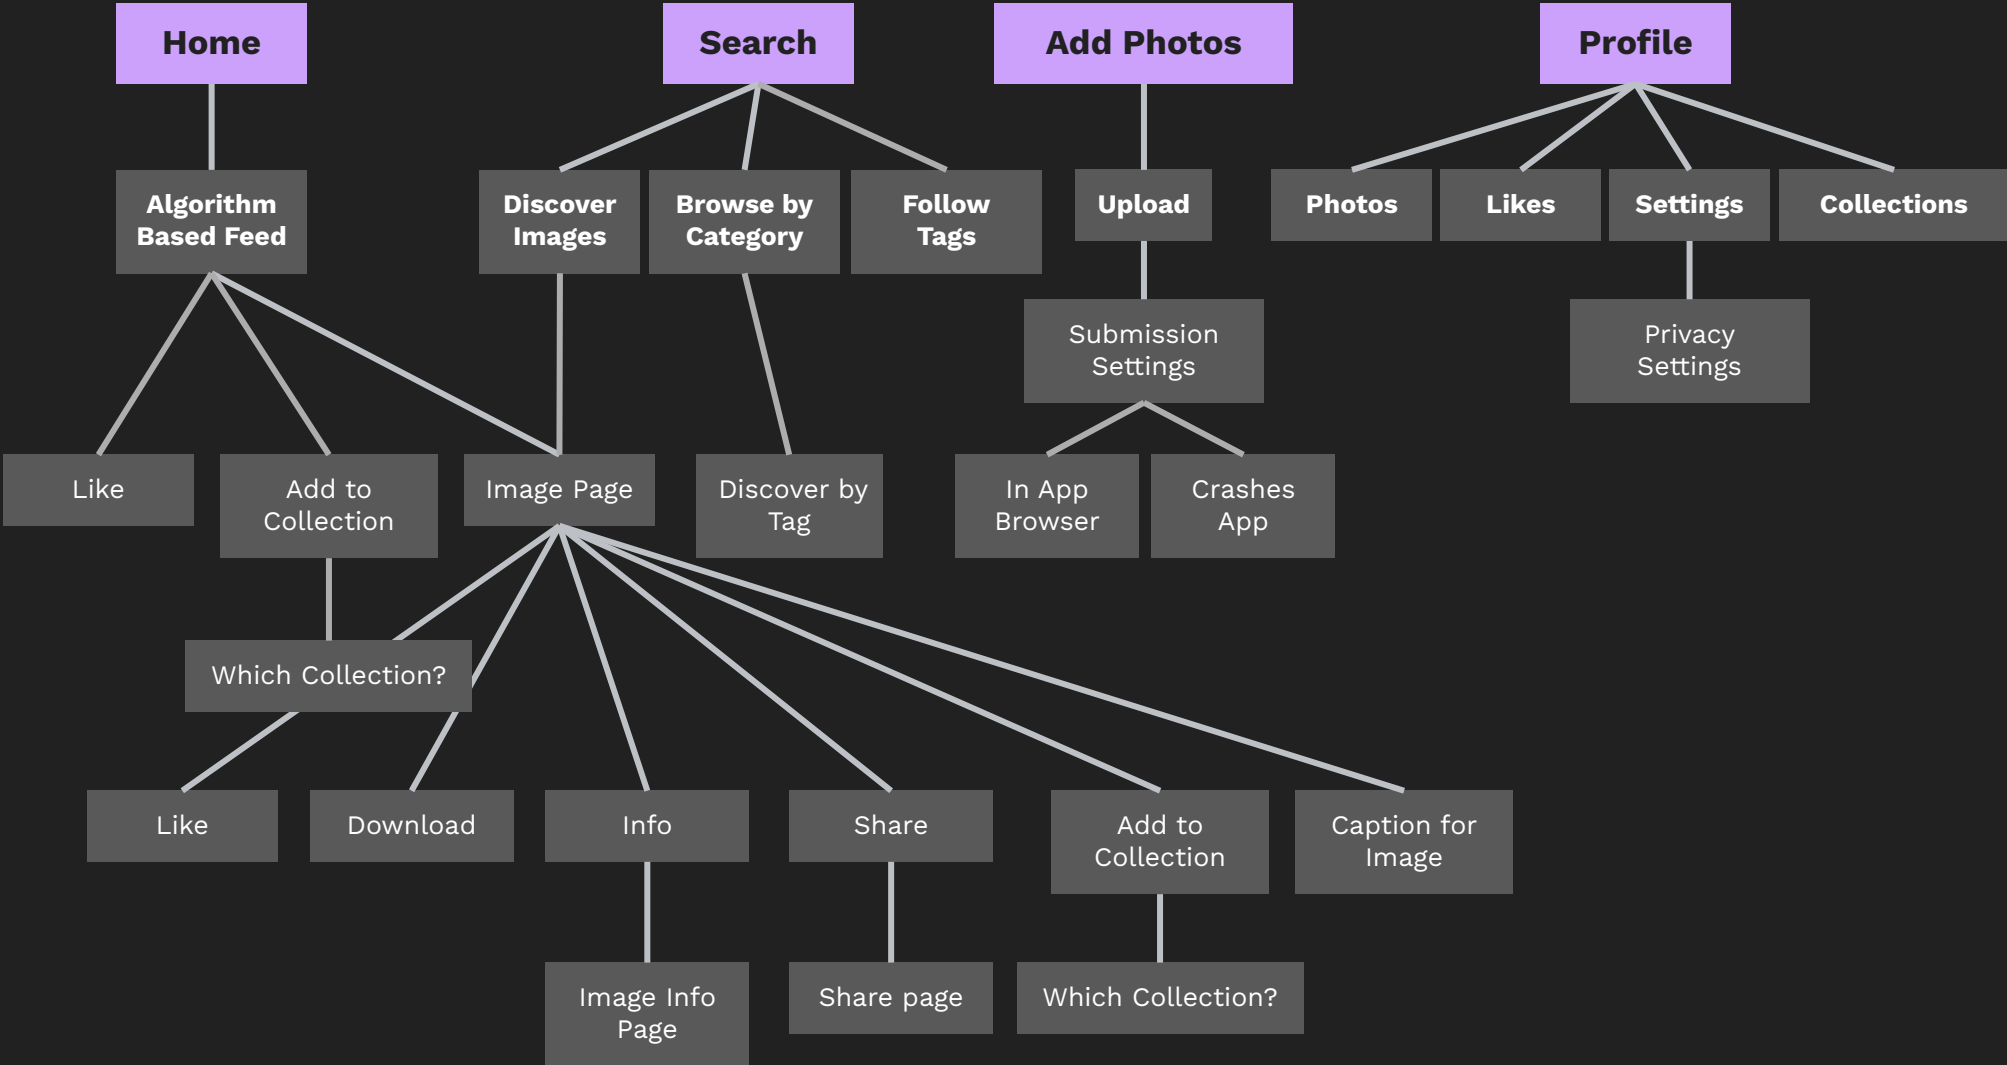 Home
Search
Add Photos
Profile
Algorithm
Based Feed
Discover
Images
Browse by
Category
Follow
Tags
Upload
Photos
Likes
Settings
Collections
Submission
Settings
Privacy
Settings
Like
Add to
Collection
Image Page
Discover by
Tag
In App
Browser
Crashes
App
Which Collection?
Like
Download
Info
Share
Add to
Collection
Caption for
Image
Image Info
Page
Share page
Which Collection?